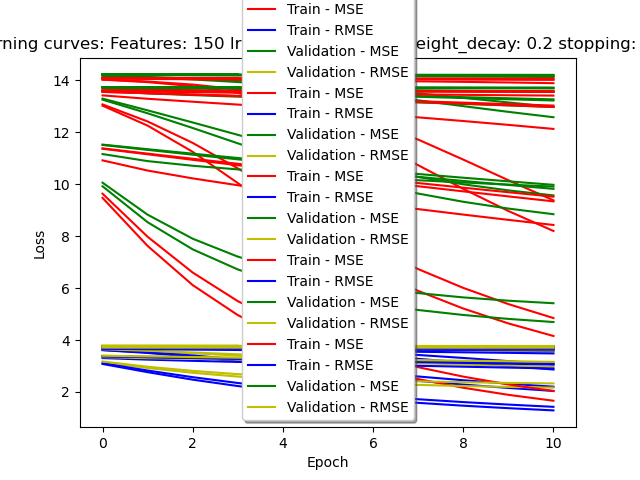 Train - MSE
Train - RMSE
rning curves: Features: 150 eight_decay: 0.2 stopping:
Validation - MSE
Validation - RMSE
Train - MSE
Train - RMSE
Validation - MSE
Validation - RMSE
Train - MSE
Train - RMSE
Validation - MSE
Validation - RMSE
Train - MSE
Train - RMSE
Validation - MSE
Validation - RMSE
Train - MSE
Train - RMSE
Validation - MSE
Validation - RMSE
14
12
10
8
6
4
2
Loss
0 2 4 6 8 10
Epoch